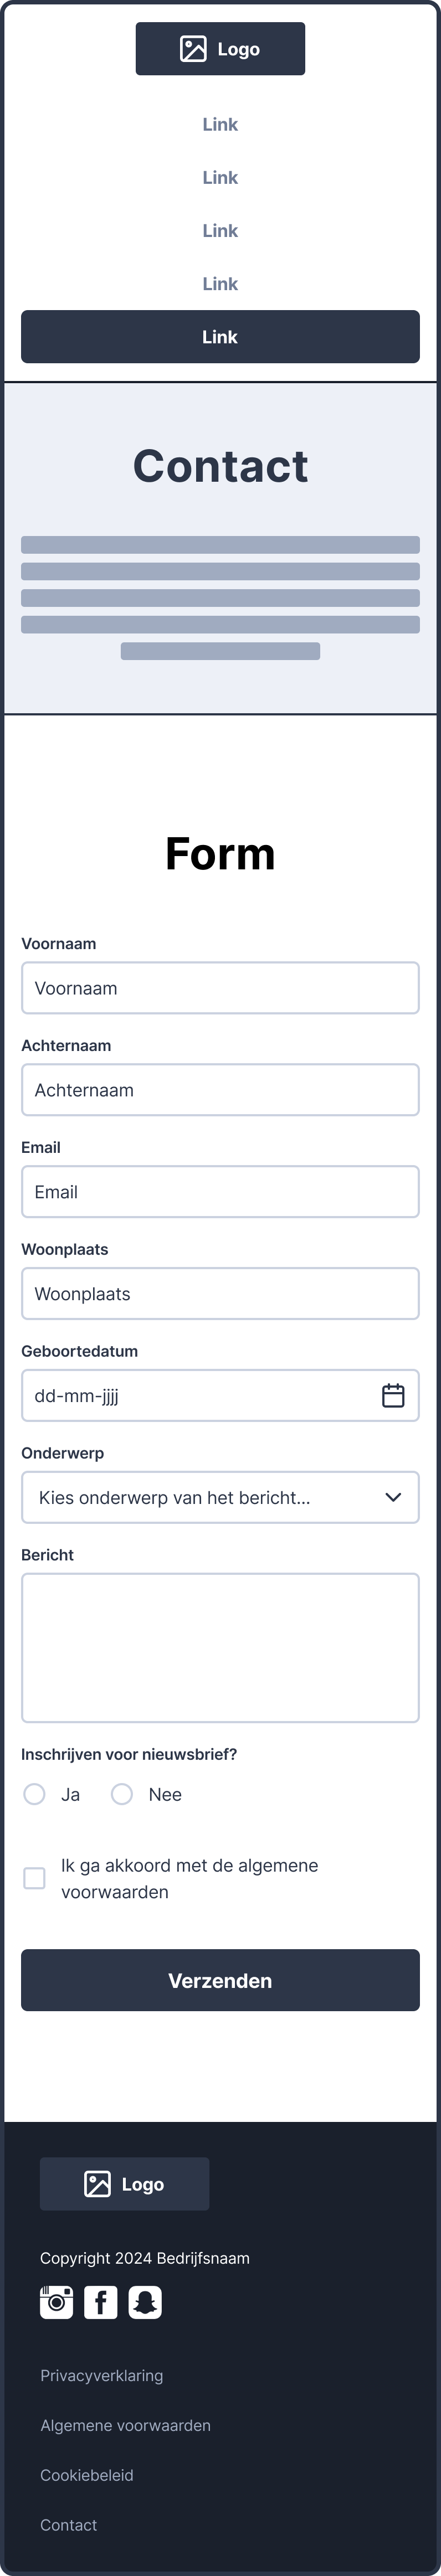 Logo
Link
Link
Link
Link
Link
Contact
Form
Voornaam
Voornaam
Achternaam
Achternaam
Email
Email
Woonplaats
Woonplaats
Geboortedatum
dd-mm-jjjj
Onderwerp
Kies onderwerp van het bericht...
Bericht
Inschrijven voor nieuwsbrief?
Ja Nee
Ik ga akkoord met de algemene
voorwaarden
Verzenden
Logo
Copyright 2024 Bedrijfsnaam
Privacyverklaring
Algemene voorwaarden
Cookiebeleid
Contact